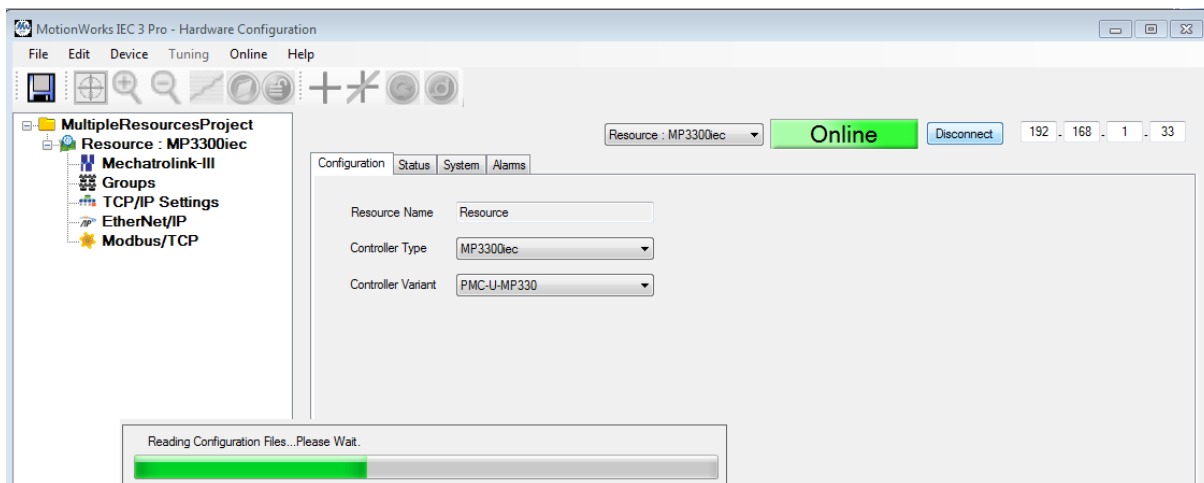 MotionWorks IEC 3 Pro - Hardware Configuration
File Edit Device Tuning Online Help
MultipleResourcesProject
Resource : MP3300iec
Mechatrolink-III
Groups
TCP/IP Settings
EtherNet/IP
Modbus/TCP
Resource : MP3300iec Online Disconnect 192 . 168 . 1 . 33
Configuration Status System Alarms
Resource Name Resource
Controller Type MP3300iec
Controller Variant PMC-U-MP330
Reading Configuration Files...Please Wait.